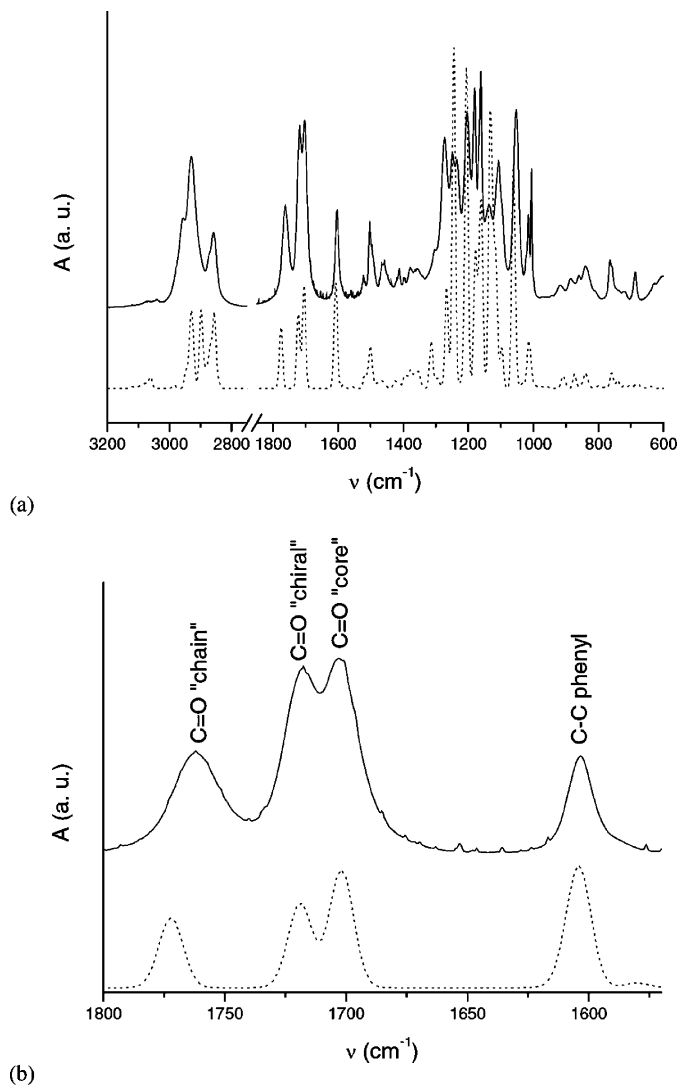 A (a. u.)
3200 3000 2800 1800 1600 1400 1200 1000 800 600
ν (cm⁻¹)
(a)
C=O "chain"
C=O "chiral"
C=O "core"
C-C phenyl
A (a. u.)
1800 1750 1700 1650 1600
ν (cm⁻¹)
(b)